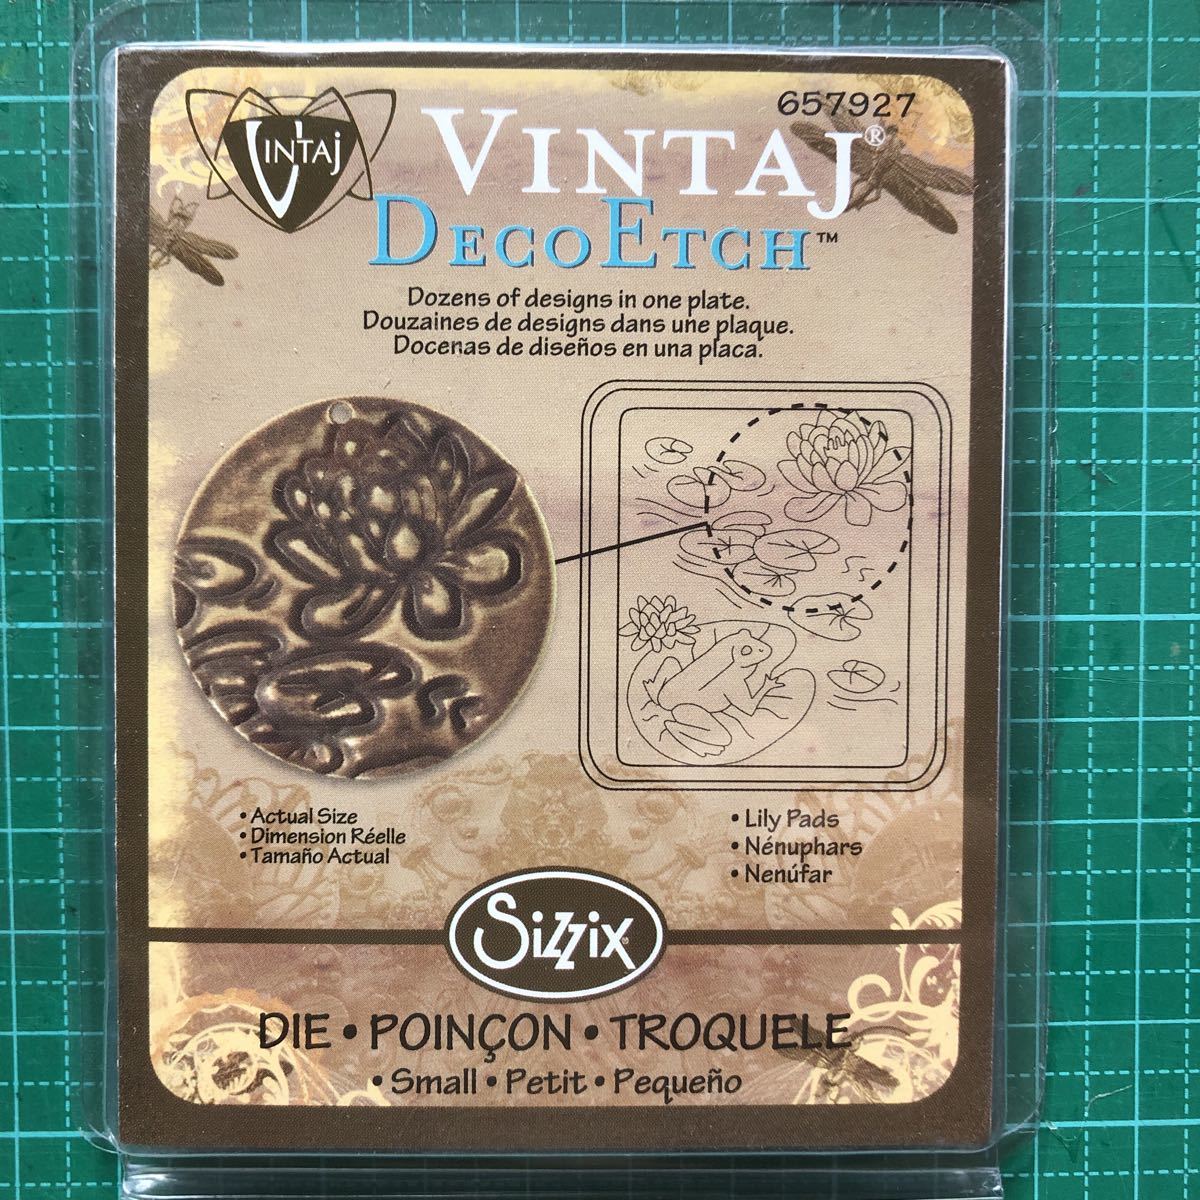 657927
VINTAJ
VINTAJ®
DECOETCH™
Dozens of designs in one plate.
Douzaines de designs dans une plaque.
Docenas de diseños en una placa.
• Actual Size
• Dimension Réelle
• Tamaño Actual
• Lily Pads
• Nénuphars
• Nenúfar
Sizzix®
DIE • POINÇON • TROQUELE
• Small • Petit • Pequeño